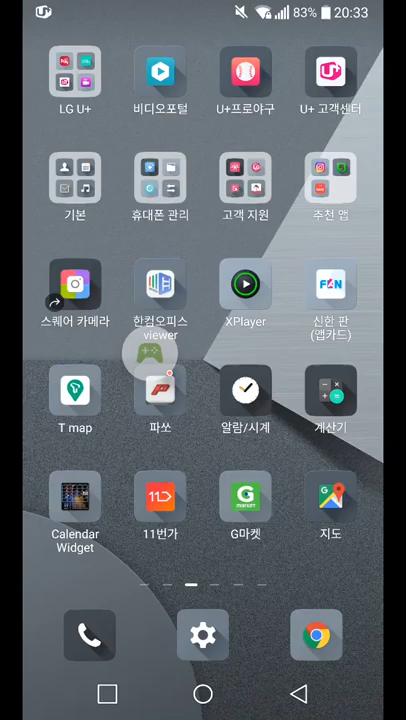 83% 20:33
LG U+
비디오포털
U+프로야구
U+ 고객센터
기본
휴대폰 관리
고객 지원
추천 앱
스퀘어 카메라
한컴오피스
viewer
XPlayer
신한 판
(앱카드)
T map
파쏘
알람/시계
계산기
Calendar
Widget
11번가
G마켓
지도